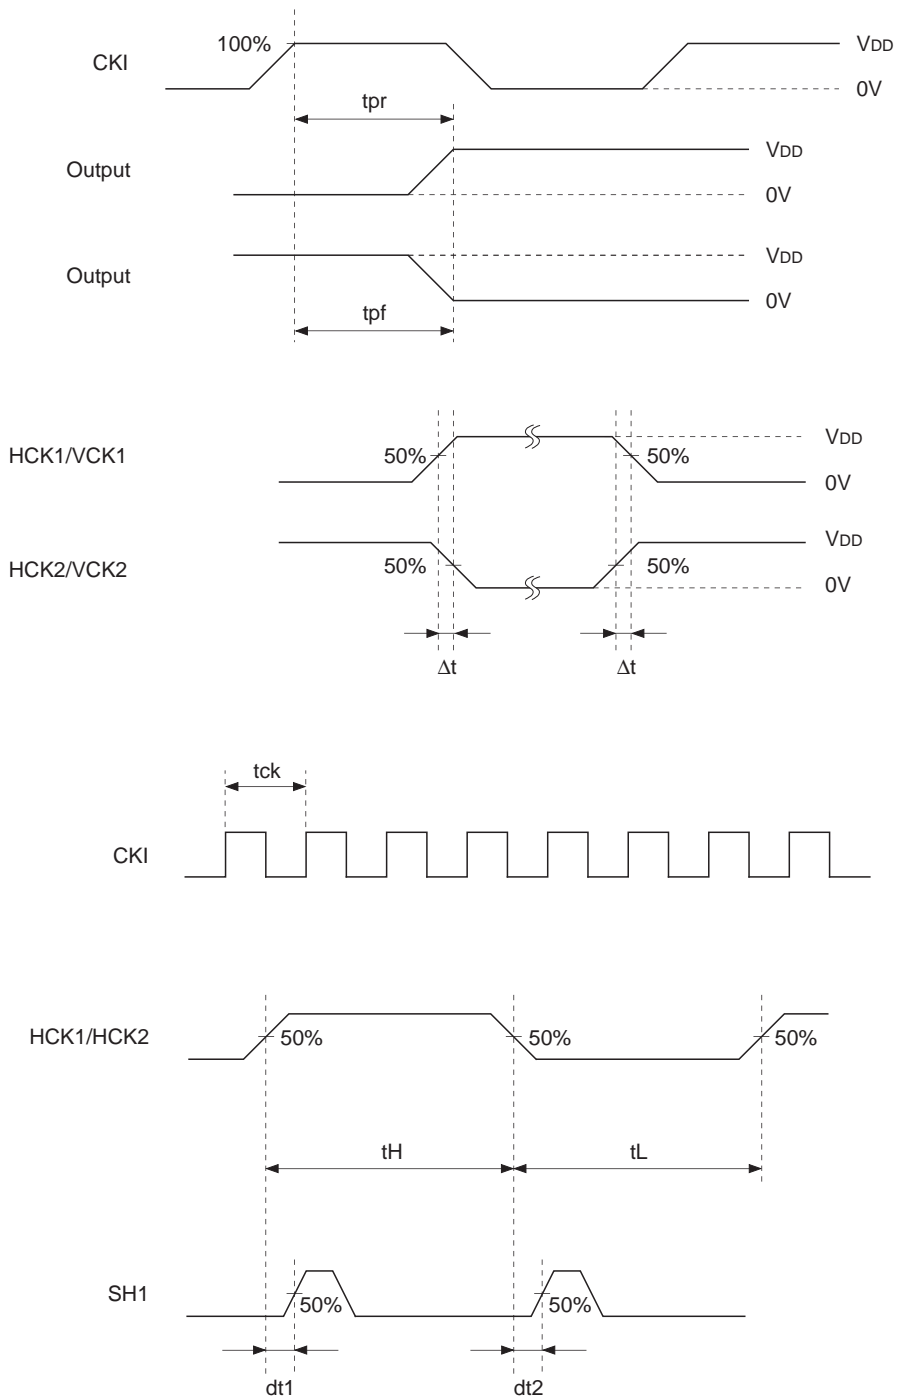 100%
VDD
CKI
0V
tpr
VDD
Output
0V
VDD
Output
0V
tpf
VDD
HCK1/VCK1 50% 50%
0V
VDD
HCK2/VCK2 50% 50%
0V
Δt Δt
tck
CKI
HCK1/HCK2 50% 50% 50%
tH tL
SH1 50% 50%
dt1 dt2